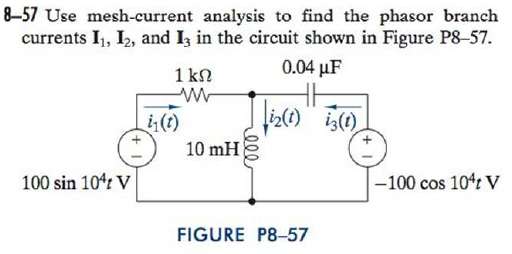 8–57 Use mesh-current analysis to find the phasor branch
currents I₁, I₂, and I₃ in the circuit shown in Figure P8–57.
1 kΩ
0.04 μF
i₁(t)
i₂(t)
i₃(t)
+
+
10 mH
–
–
100 sin 10⁴t V
–100 cos 10⁴t V
FIGURE P8–57